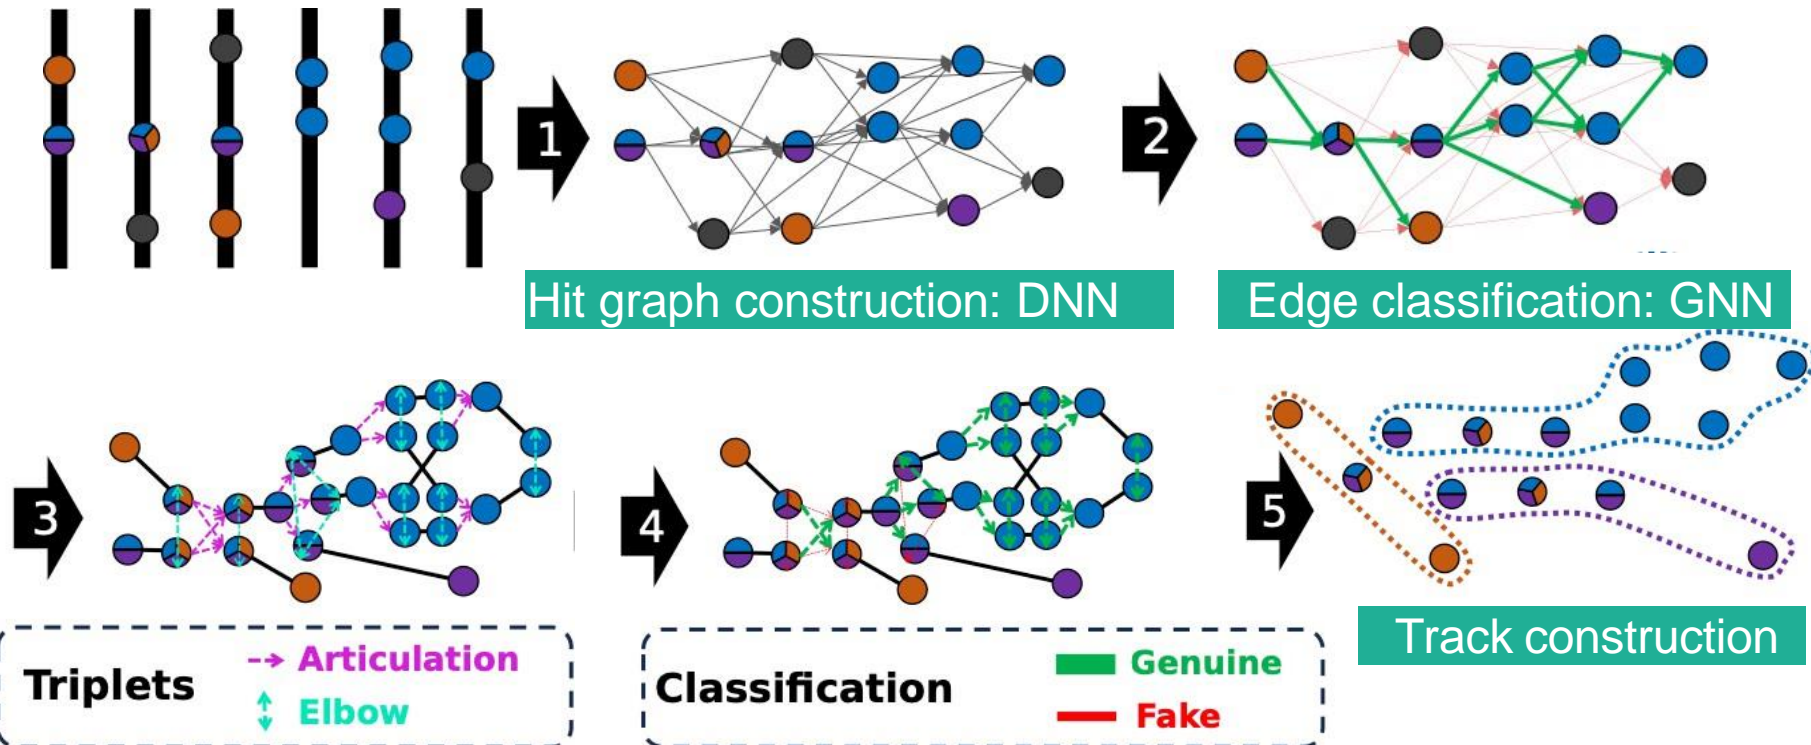 1
2
Hit graph construction: DNN
Edge classification: GNN
3
4
5
Triplets
Articulation
Elbow
Classification
Genuine
Fake
Track construction